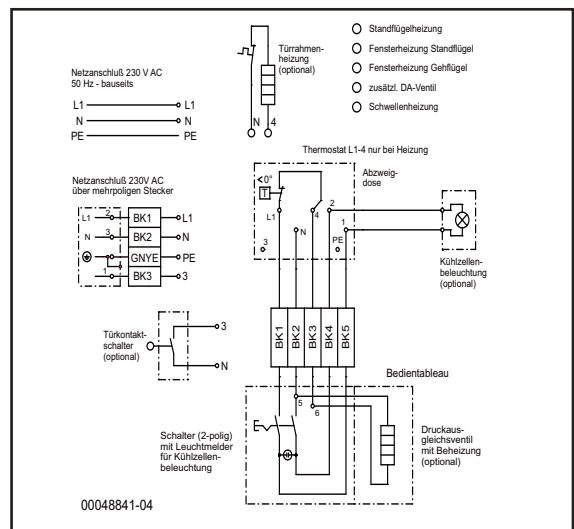 Standflügelheizung
Fensterheizung Standflügel
Fensterheizung Gehflügel
zusätzl. DA-Ventil
Schwellenheizung
Türrahmen-
heizung
(optional)
N 4
Netzanschluß 230 V AC
50 Hz - bauseits
L1 L1
N N
PE PE
Thermostat L1-4 nur bei Heizung
<0°
T
Abzweig-
dose
L1
N
4
2
1
3
PE
Kühlzellen-
beleuchtung
(optional)
Netzanschluß 230V AC
über mehrpoligen Stecker
L1 2 BK1 L1
N 3 BK2 N
GNYE PE
1 BK3 3
Türkontakt-
schalter
(optional)
3
N
BK1 BK2 BK3 BK4 BK5
Bedientableau
5
6
Schalter (2-polig)
mit Leuchtmelder
für Kühlzellen-
beleuchtung
Druckaus-
gleichsventil
mit Beheizung
(optional)
00048841-04